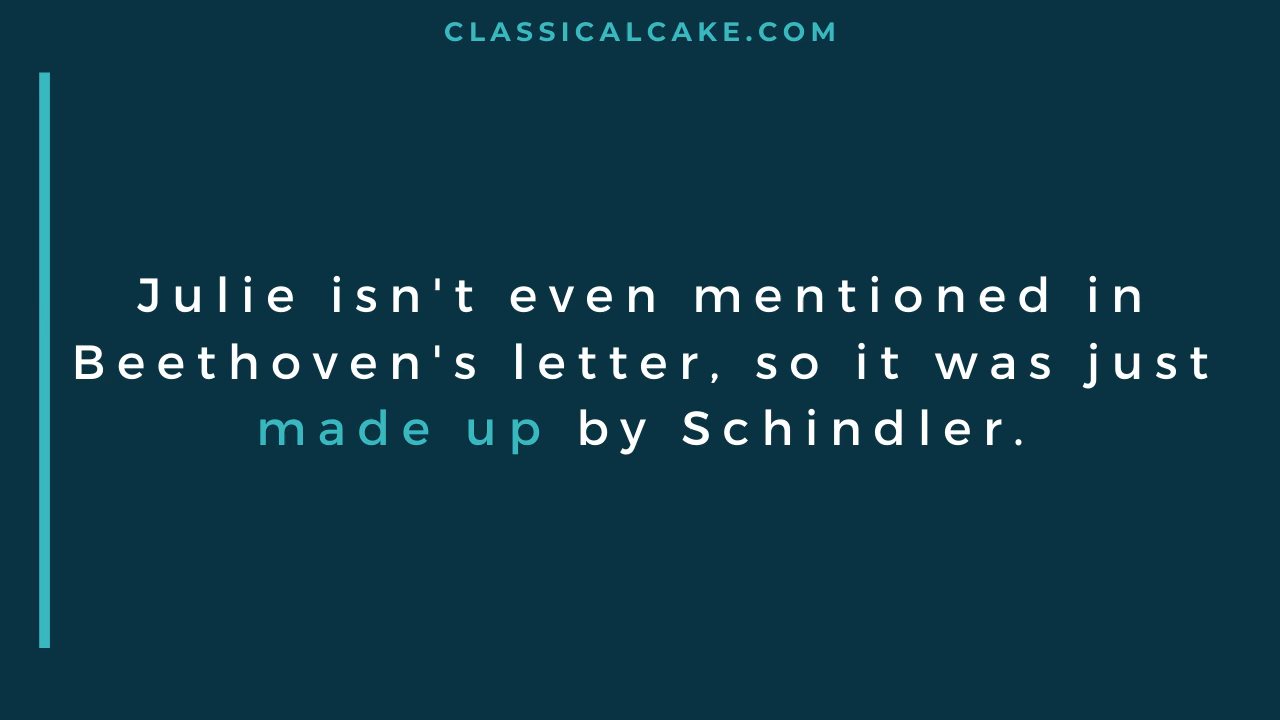 CLASSICALCAKE.COM
Julie isn't even mentioned in
Beethoven's letter, so it was just
made up by Schindler.